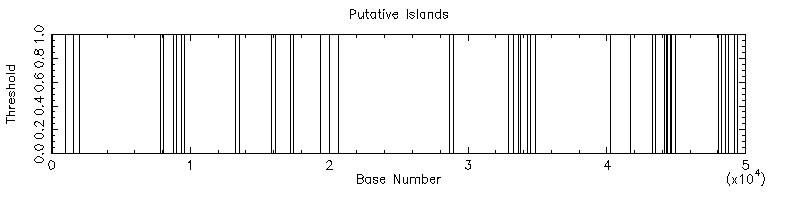 Putative Islands
Threshold
0.0 0.2 0.4 0.6 0.8 1.0
0 1 2 3 4 5
Base Number
(x10⁴)